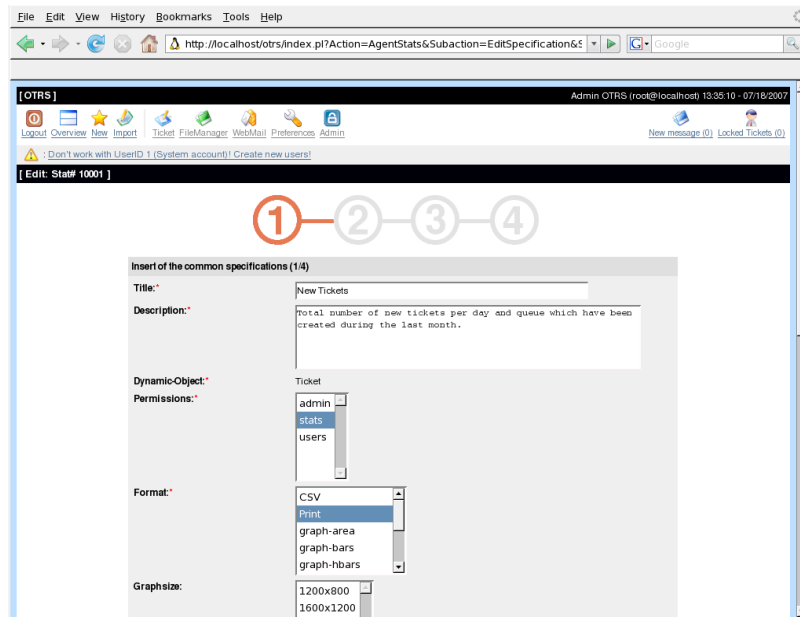 File Edit View History Bookmarks Tools Help
http://localhost/otrs/index.pl?Action=AgentStats&Subaction=EditSpecification&S
G Google
[ OTRS ]
Admin OTRS (root@localhost) 13:35:10 - 07/18/2007
Logout Overview New Import Ticket FileManager WebMail Preferences Admin
New message (0) Locked Tickets (0)
: Don't work with UserID 1 (System account)! Create new users!
[ Edit: Stat# 10001 ]
1 2 3 4
Insert of the common specifications (1/4)
Title:* New Tickets
Description:* Total number of new tickets per day and queue which have been
created during the last month.
Dynamic-Object:* Ticket
Permissions:*
admin
stats
users
Format:*
CSV
Print
graph-area
graph-bars
graph-hbars
Graphsize:
1200x800
1600x1200